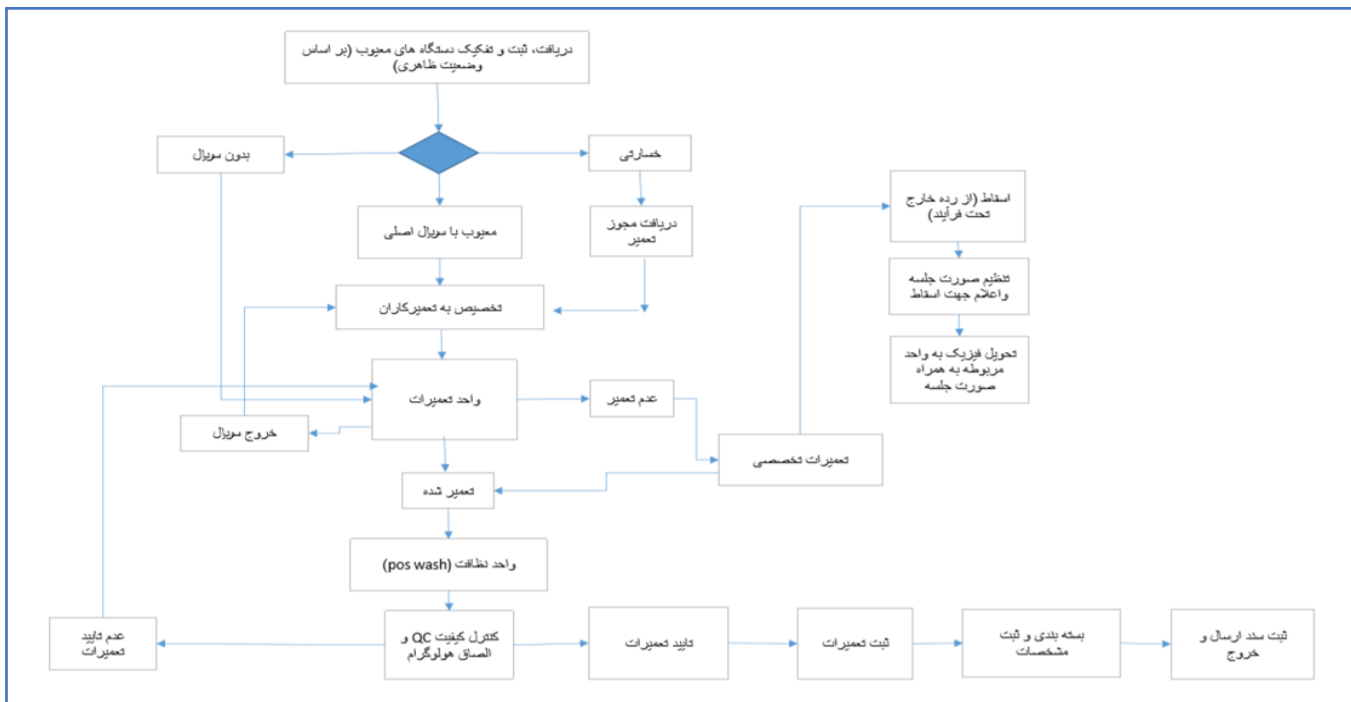 دریافت، ثبت و تفکیک دستگاه های معیوب (بر اساس
وضعیت ظاهری)
خسارتی
بدون سریال
دریافت مجوز
تعمیر
معیوب با سریال اصلی
اسقاط (از رده خارج
تحت فرآیند)
تنظیم صورت جلسه
واعلام جهت اسقاط
تحویل فیزیک به واحد
مربوطه به همراه
صورت جلسه
تخصیص به تعمیرکاران
واحد تعمیرات
عدم تعمیر
خروج سریال
تعمیرات تخصصی
تعمیر شده
واحد نظافت (pos wash)
عدم تایید
تعمیرات
کنترل کیفیت QC و
الصاق هولوگرام
تایید تعمیرات
ثبت تعمیرات
بسته بندی و ثبت
مشخصات
ثبت سند ارسال و
خروج